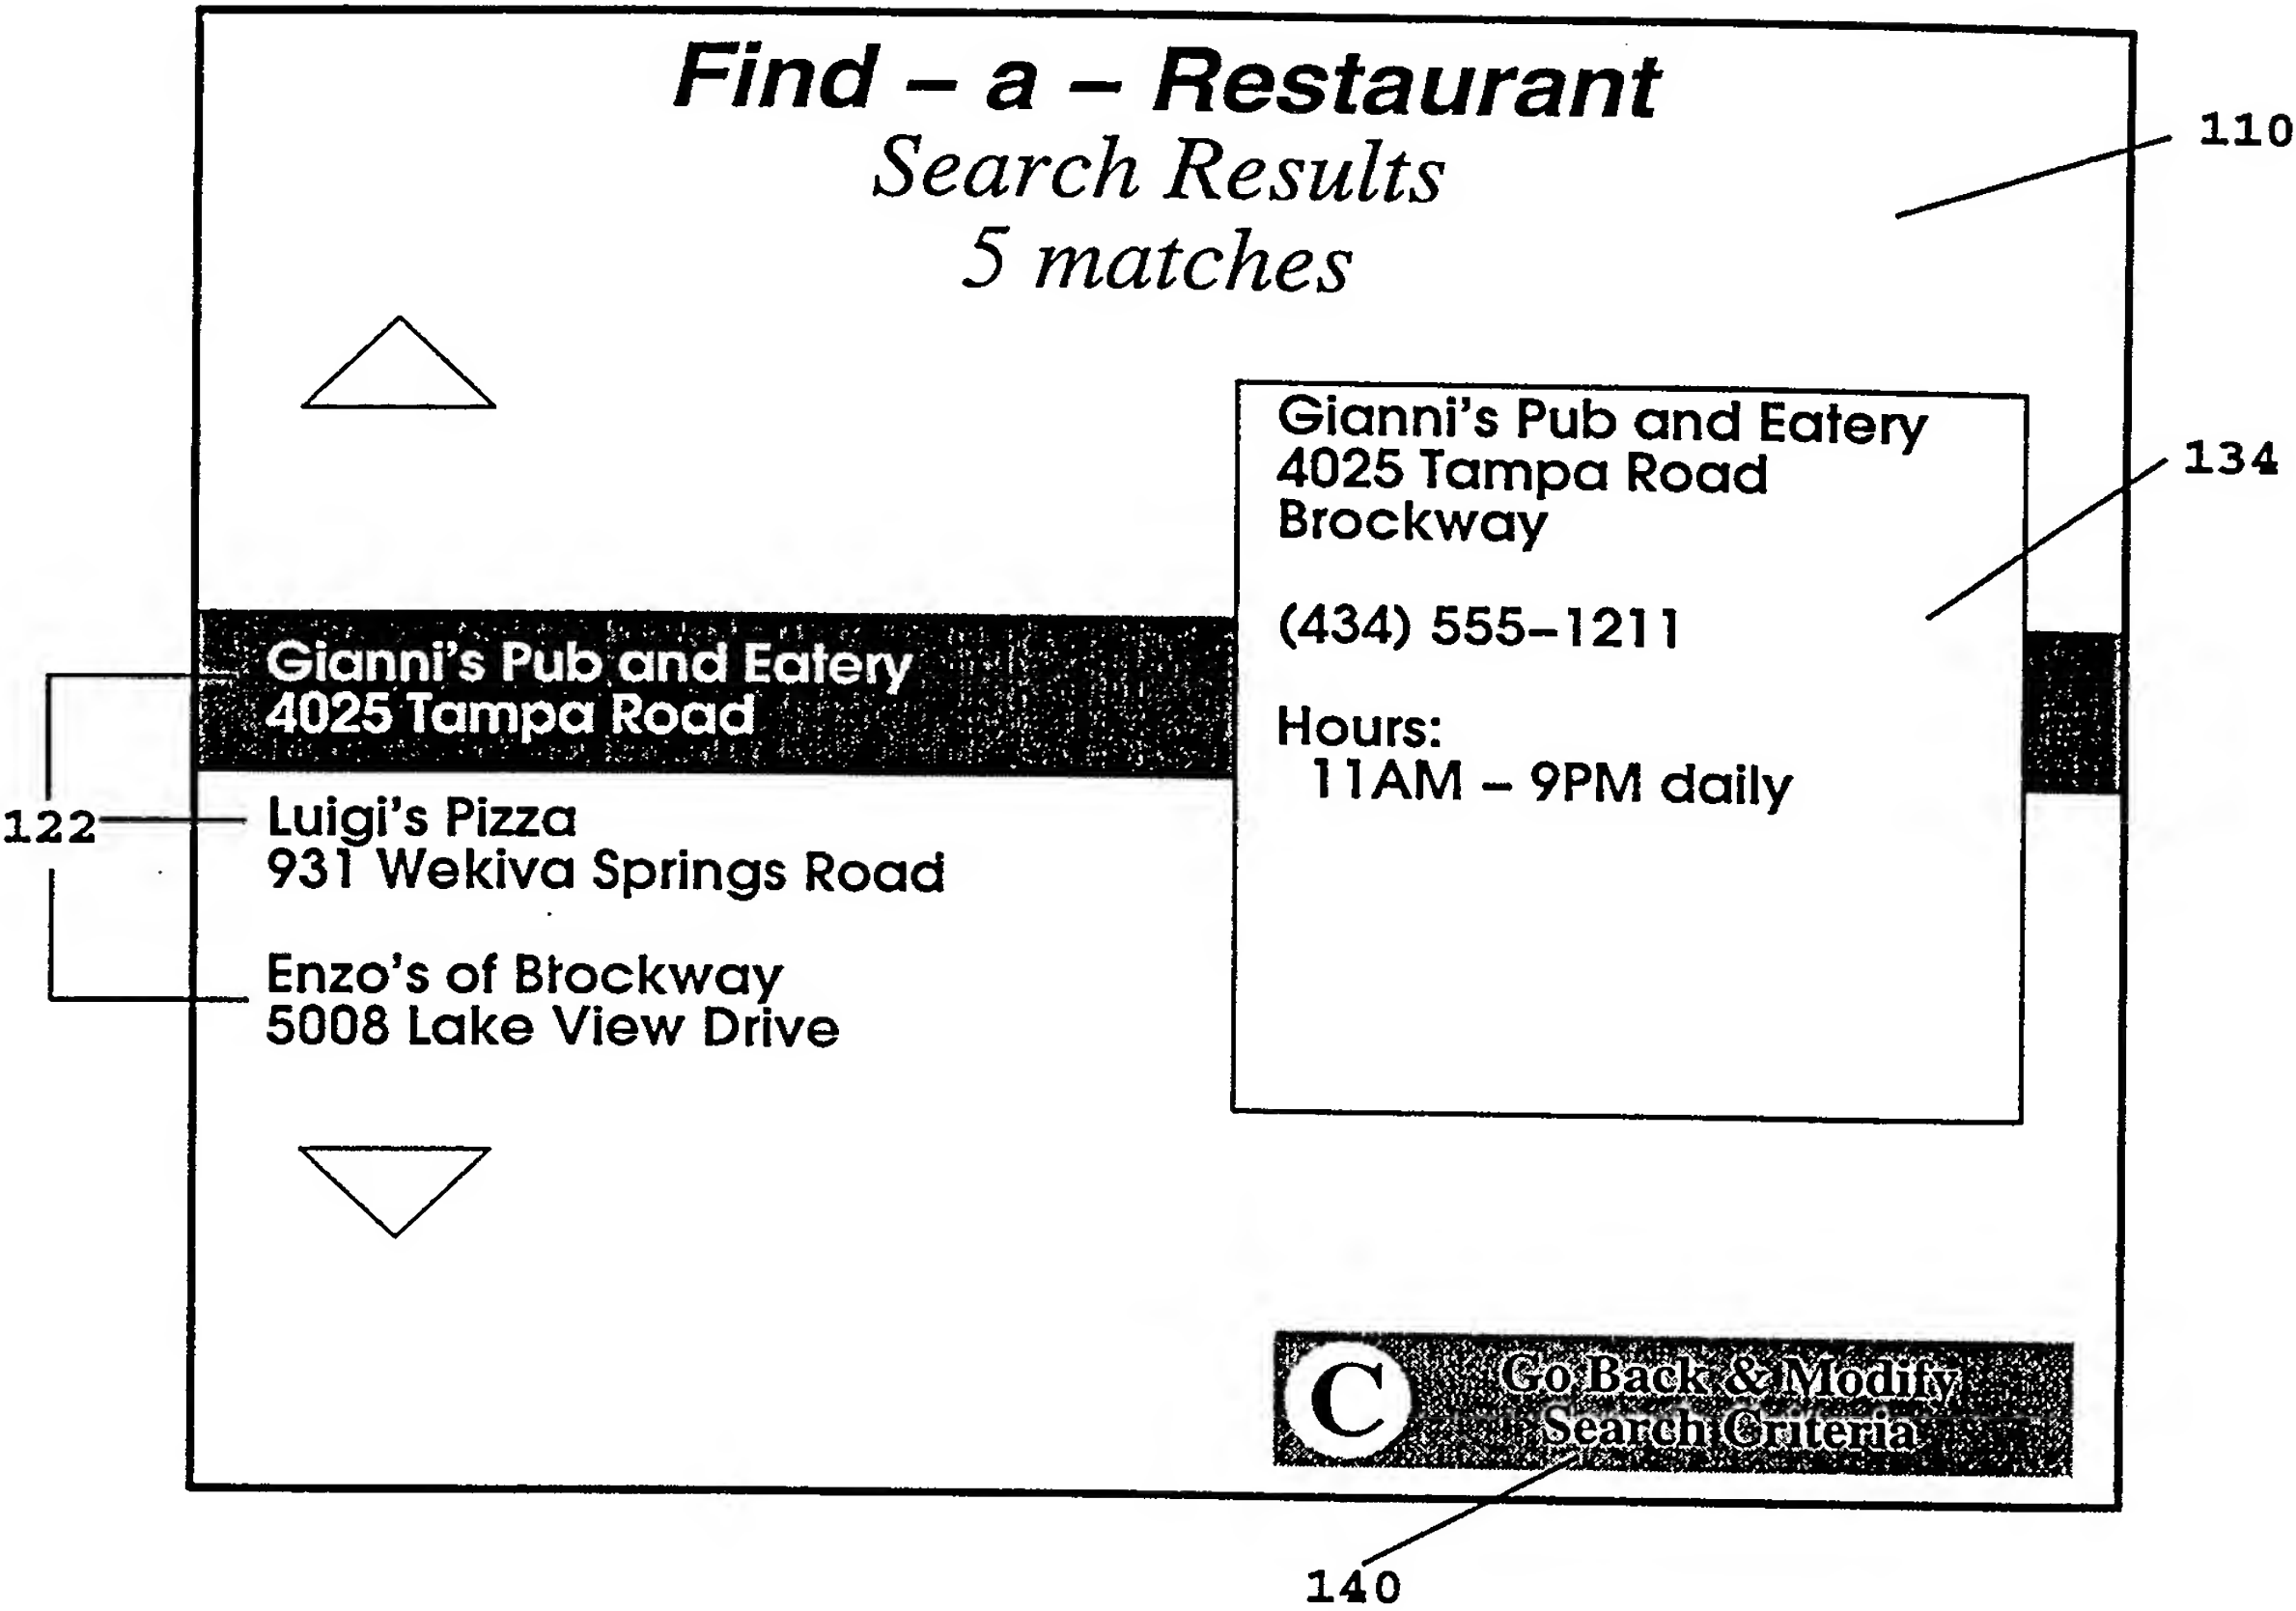 Find – a – Restaurant
Search Results
5 matches
110
Gianni's Pub and Eatery
4025 Tampa Road
Brockway
(434) 555–1211
Hours:
11AM – 9PM daily
134
Gianni's Pub and Eatery
4025 Tampa Road
122
Luigi's Pizza
931 Wekiva Springs Road
Enzo's of Brockway
5008 Lake View Drive
C
Go Back & Modify
Search Criteria
140